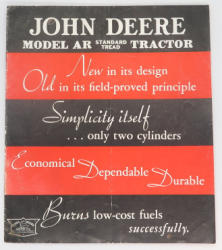 JOHN DEERE
MODEL AR STANDARD TREAD TRACTOR
New in its design
Old in its field-proved principle
Simplicity itself
... only two cylinders
Economical Dependable Durable
Burns low-cost fuels
successfully.